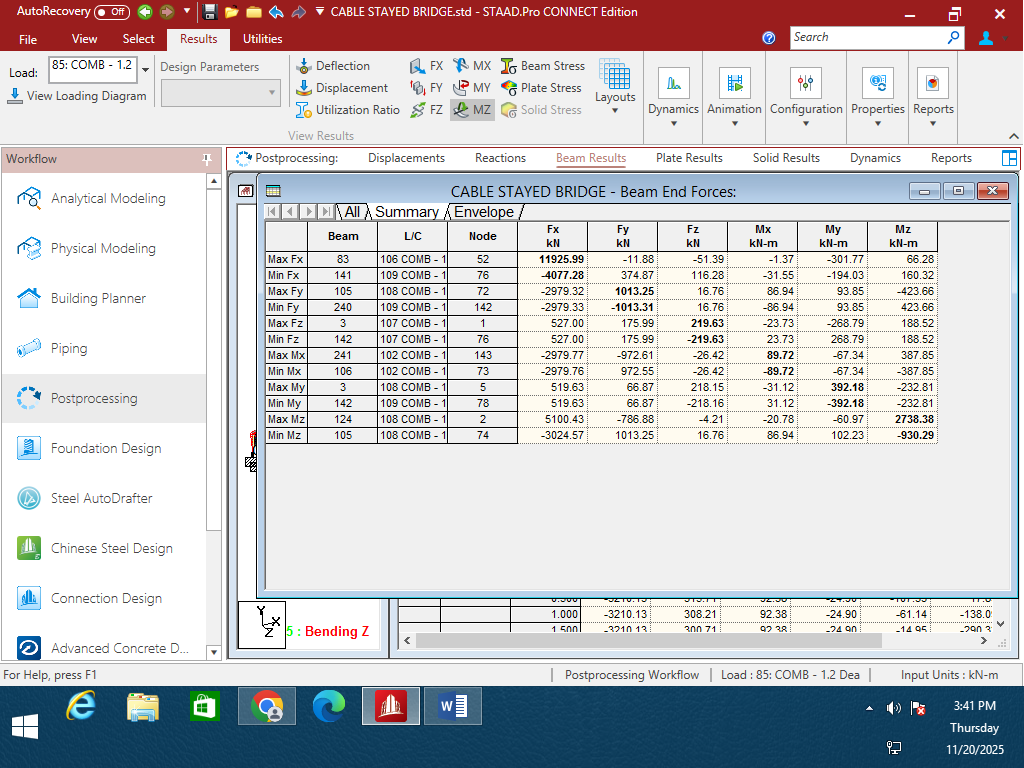 AutoRecovery Off CABLE STAYED BRIDGE.std - STAAD.Pro CONNECT Edition
File View Select Results Utilities Search
Load: 85: COMB - 1.2
View Loading Diagram
Design Parameters
Deflection FX MX Beam Stress
Displacement FY MY Plate Stress
Utilization Ratio FZ MZ Solid Stress
View Results
Layouts Dynamics Animation Configuration Properties Reports
Workflow
Postprocessing: Displacements Reactions Beam Results Plate Results Solid Results Dynamics Reports
Analytical Modeling
Physical Modeling
Building Planner
Piping
Postprocessing
Foundation Design
Steel AutoDrafter
Chinese Steel Design
Connection Design
Advanced Concrete D...
CABLE STAYED BRIDGE - Beam End Forces:
All Summary Envelope
Beam L/C Node Fx kN Fy kN Fz kN Mx kN-m My kN-m Mz kN-m
Max Fx 83 106 COMB - 1 52 11925.99 -11.88 -51.39 -1.37 -301.77 66.28
Min Fx 141 109 COMB - 1 76 -4077.28 374.87 116.28 -31.55 -194.03 160.32
Max Fy 105 108 COMB - 1 72 -2979.32 1013.25 16.76 86.94 93.85 -423.66
Min Fy 240 109 COMB - 1 142 -2979.33 -1013.31 16.76 -86.94 93.85 423.66
Max Fz 3 107 COMB - 1 1 527.00 175.99 219.63 -23.73 -268.79 188.52
Min Fz 142 107 COMB - 1 76 527.00 175.99 -219.63 23.73 268.79 188.52
Max Mx 241 102 COMB - 1 143 -2979.77 -972.61 -26.42 89.72 -67.34 387.85
Min Mx 106 102 COMB - 1 73 -2979.76 972.55 -26.42 -89.72 -67.34 -387.85
Max My 3 108 COMB - 1 5 519.63 66.87 218.15 -31.12 392.18 -232.81
Min My 142 109 COMB - 1 78 519.63 66.87 -218.16 31.12 -392.18 -232.81
Max Mz 124 108 COMB - 1 2 5100.43 -786.88 -4.21 -20.78 -60.97 2738.38
Min Mz 105 108 COMB - 1 74 -3024.57 1013.25 16.76 86.94 102.23 -930.29
Y
X
Z
5 : Bending Z
1.000 -3210.13 308.21 92.38 -24.90 -61.14 -138.0
1.500 -3210.13 300.71 92.38 -24.90 -14.95 -290.3
For Help, press F1 Postprocessing Workflow Load : 85: COMB - 1.2 Dea Input Units : kN-m
3:41 PM
Thursday
11/20/2025